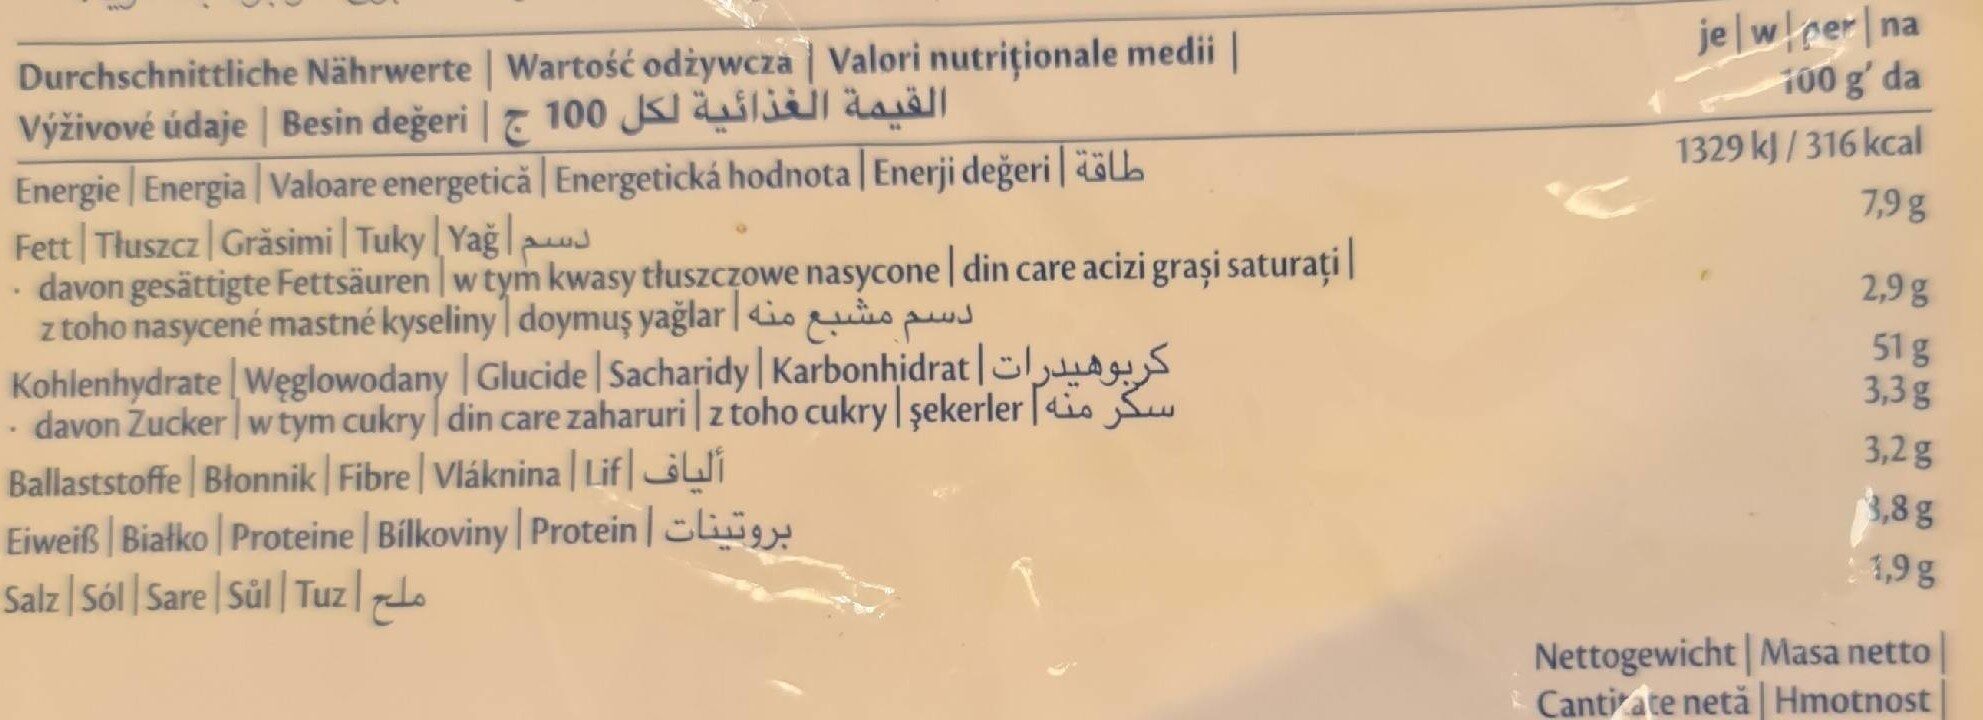 Durchschnittliche Nährwerte | Wartość odżywcza | Valori nutriționale medii |
Výživové údaje | Besin değeri | القيمة الغذائية لكل 100 ج
je | w | per | na
100 g' da
Energie | Energia | Valoare energetică | Energetická hodnota | Enerji değeri | طاقة 1329 kJ / 316 kcal
Fett | Tłuszcz | Grăsimi | Tuky | Yağ | دسم 7,9 g
· davon gesättigte Fettsäuren | w tym kwasy tłuszczowe nasycone | din care acizi grași saturați |
z toho nasycené mastné kyseliny | doymuş yağlar | دسم مشبع منه 2,9 g
Kohlenhydrate | Węglowodany | Glucide | Sacharidy | Karbonhidrat | كربوهيدرات 51 g
· davon Zucker | w tym cukry | din care zaharuri | z toho cukry | şekerler | سكر منه 3,3 g
Ballaststoffe | Błonnik | Fibre | Vláknina | Lif | ألياف 3,2 g
Eiweiß | Białko | Proteine | Bílkoviny | Protein | بروتينات g
Salz | Sól | Sare | Sůl | Tuz | ملح 1,9 g
Nettogewicht | Masa netto |
Cantitate netă | Hmotnost |